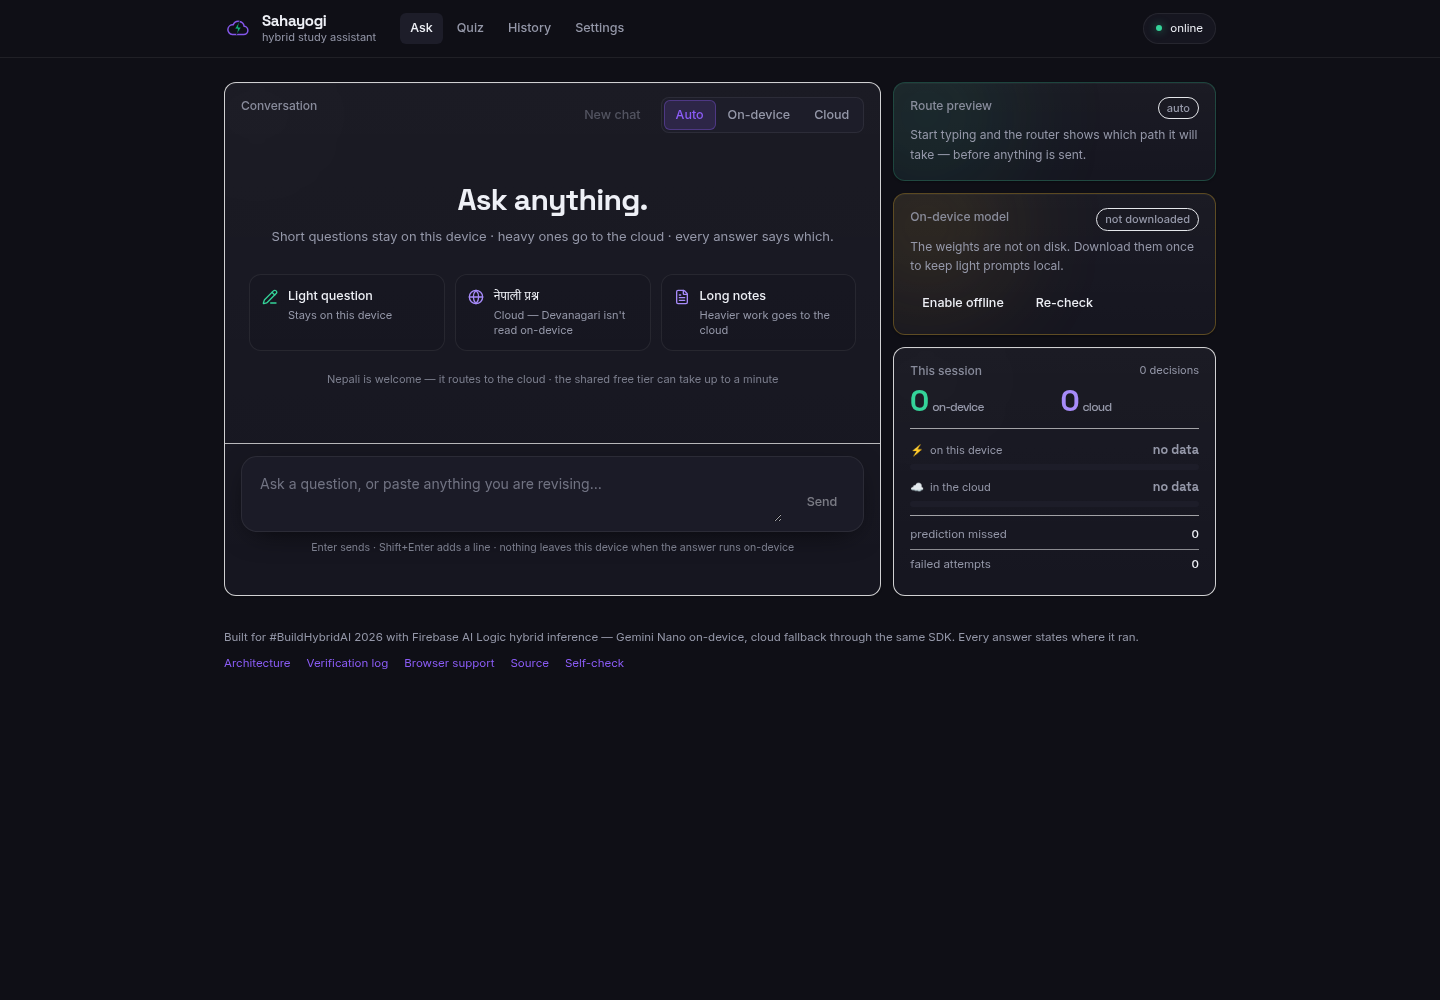 Sahayogi
hybrid study assistant
Ask
Quiz
History
Settings
online
Conversation
New chat
Auto
On-device
Cloud
Ask anything.
Short questions stay on this device · heavy ones go to the cloud · every answer says which.
Light question
Stays on this device
नेपाली प्रश्न
Cloud — Devanagari isn't
read on-device
Long notes
Heavier work goes to the
cloud
Nepali is welcome — it routes to the cloud · the shared free tier can take up to a minute
Ask a question, or paste anything you are revising...
Send
Enter sends · Shift+Enter adds a line · nothing leaves this device when the answer runs on-device
Route preview
auto
Start typing and the router shows which path it will
take — before anything is sent.
On-device model
not downloaded
The weights are not on disk. Download them once
to keep light prompts local.
Enable offline
Re-check
This session
0 decisions
0 on-device
0 cloud
⚡ on this device
no data
☁️ in the cloud
no data
prediction missed
0
failed attempts
0
Built for #BuildHybridAI 2026 with Firebase AI Logic hybrid inference — Gemini Nano on-device, cloud fallback through the same SDK. Every answer states where it ran.
Architecture
Verification log
Browser support
Source
Self-check